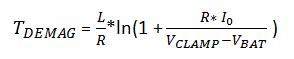 T_DEMAG = L/R * ln(1 + R* I_0 / V_CLAMP−V_BAT )